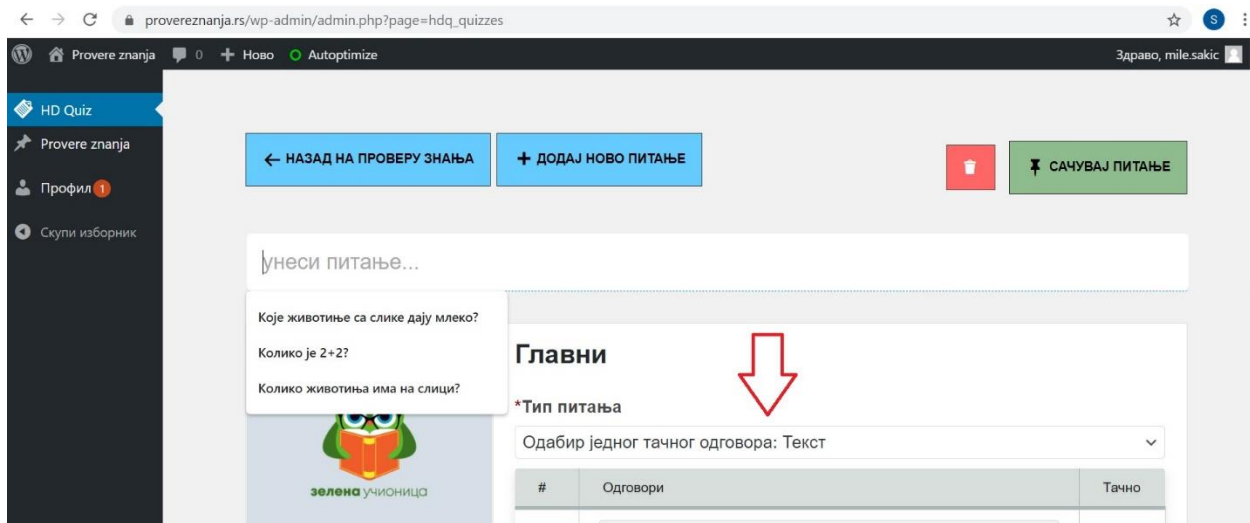 provereznanja.rs/wp-admin/admin.php?page=hdq_quizzes
S
Provere znanja 0 + Ново Autoptimize Здраво, mile.sakic
HD Quiz
Provere znanja
Профил 1
Скупи изборник
← НАЗАД НА ПРОВЕРУ ЗНАЊА
+ ДОДАЈ НОВО ПИТАЊЕ
САЧУВАЈ ПИТАЊЕ
унеси питање...
Које животиње са слике дају млеко?
Колико је 2+2?
Колико животиња има на слици?
зелена учионица
Главни
*Тип питања
Одабир једног тачног одговора: Текст
# Одговори Тачно